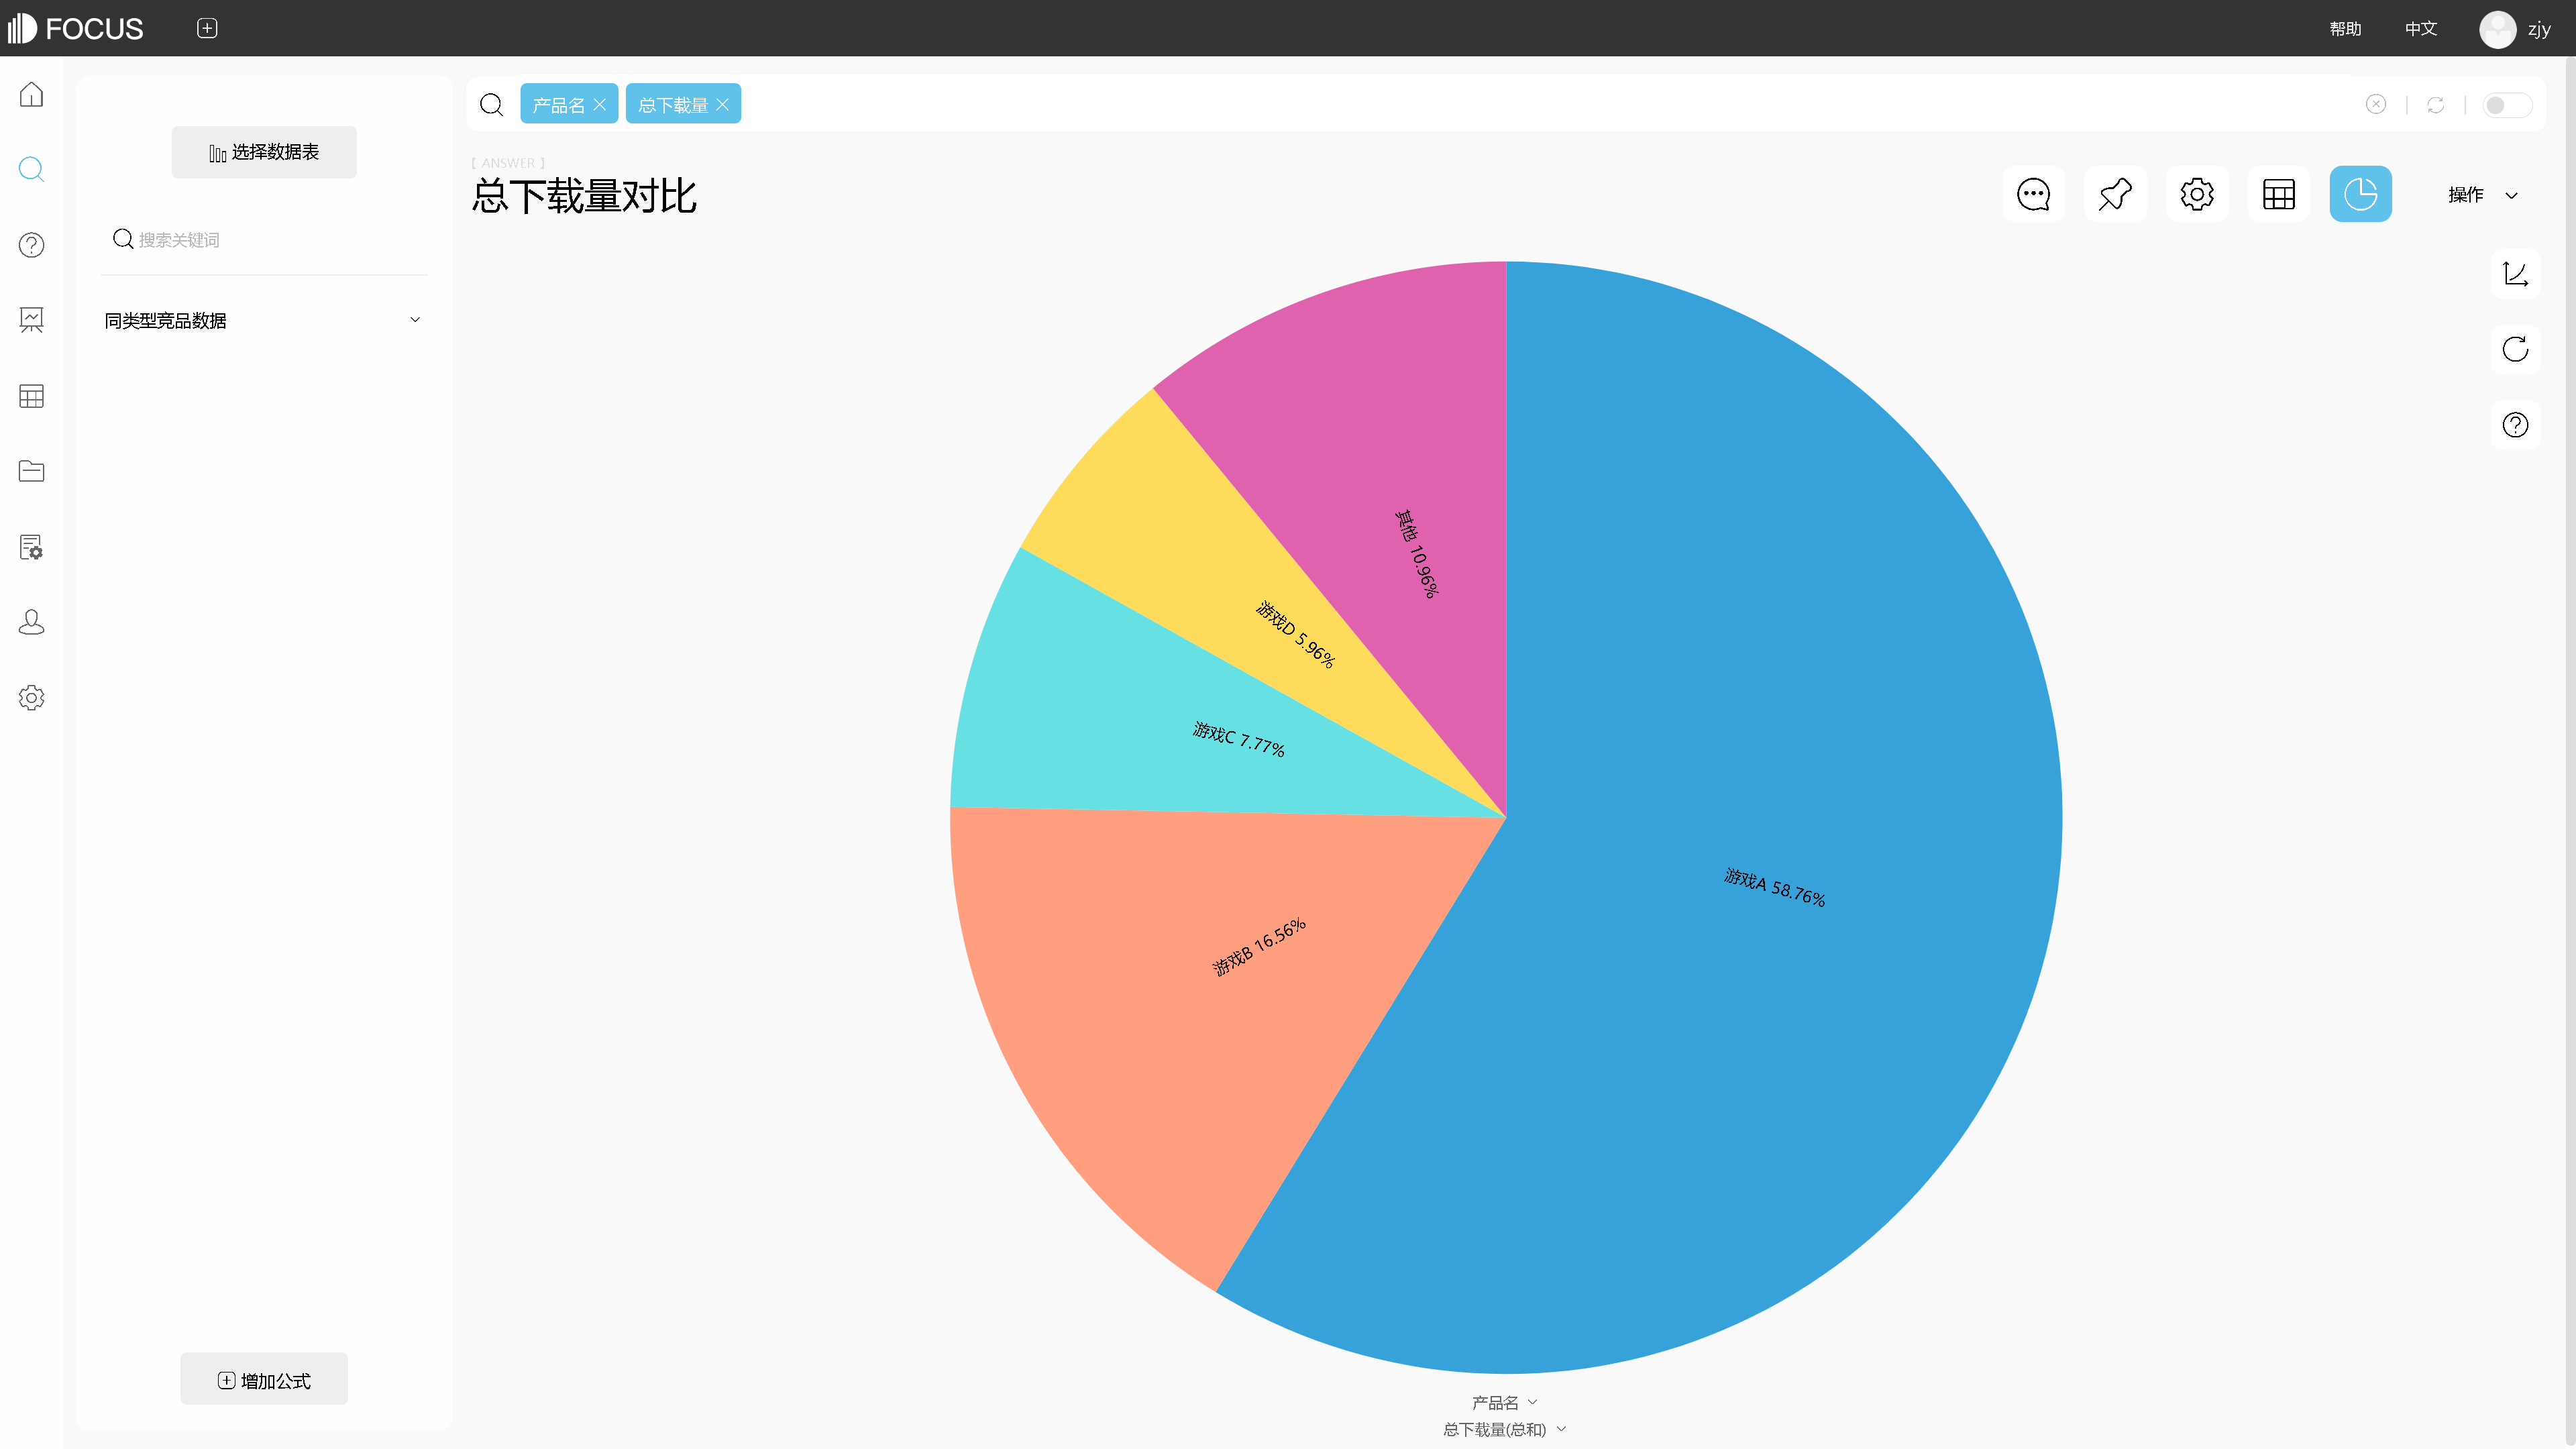 FOCUS
帮助
中文
zjy
选择数据表
搜索关键词
同类型竞品数据
增加公式
产品名
总下载量
【 ANSWER 】
总下载量对比
操作
其他 10.96%
游戏D 5.96%
游戏C 7.77%
游戏A 58.76%
游戏B 16.56%
产品名
总下载量(总和)